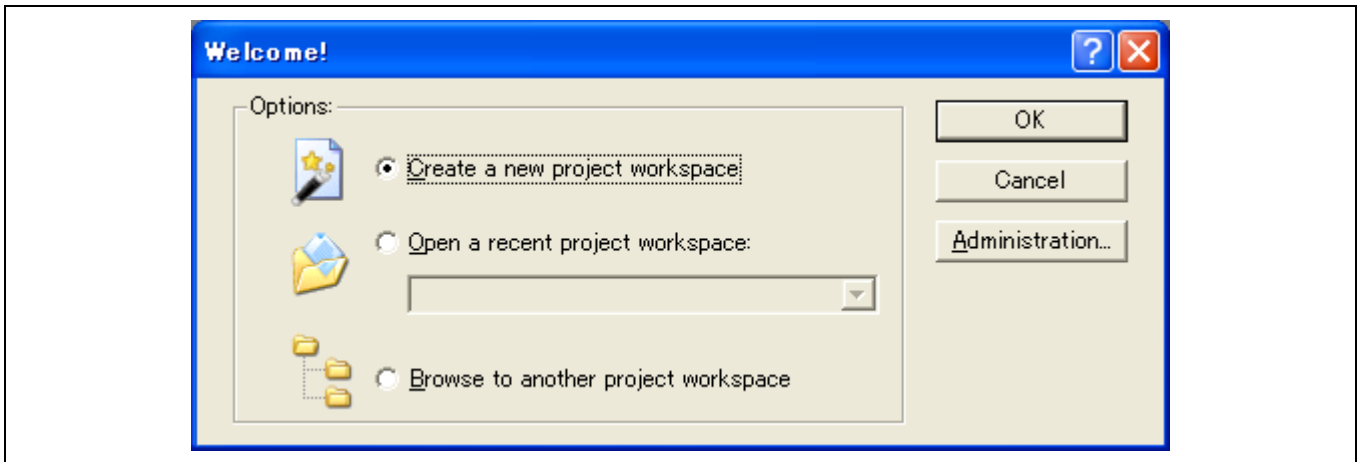 Welcome!
Options:
Create a new project workspace
Open a recent project workspace:
Browse to another project workspace
OK
Cancel
Administration...